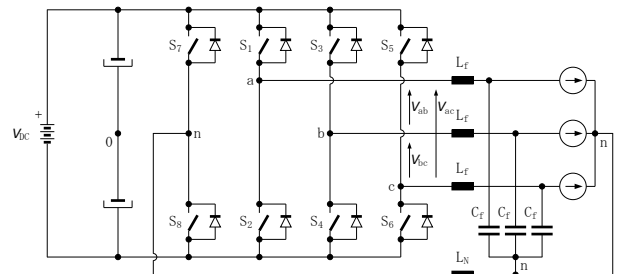 S7 S1 S3 S5
Lf
a
+
Vab Vac
Lf
VDC
0 n b n
Vbc
Lf
c
S8 S2 S4 S6
Cf Cf Cf
LN n